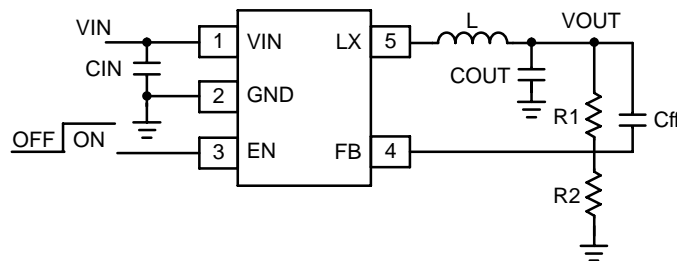 VIN L VOUT
1 VIN LX 5
CIN COUT
2 GND
R1 Cff
OFF ON 3 EN FB 4
R2